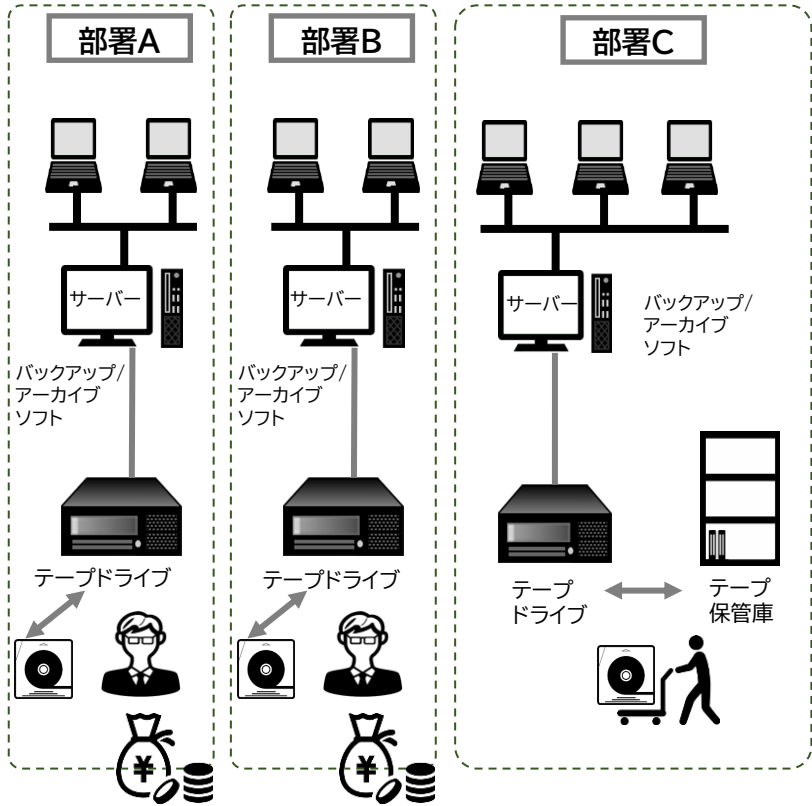 部署A
部署B
部署C
サーバー
サーバー
サーバー
バックアップ/
アーカイブ
ソフト
バックアップ/
アーカイブ
ソフト
バックアップ/
アーカイブ
ソフト
テープドライブ
テープドライブ
テープ
ドライブ
テープ
保管庫
¥
¥